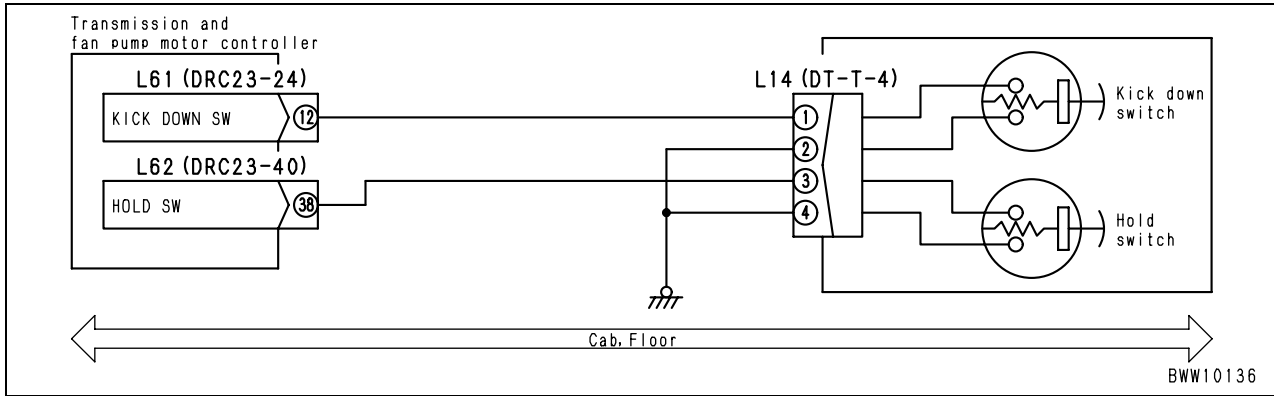 Transmission and
fan pump motor controller
L61 (DRC23-24)
KICK DOWN SW
12
L62 (DRC23-40)
HOLD SW
38
L14 (DT-T-4)
1
2
3
4
Kick down
switch
Hold
switch
Cab, Floor
BWW10136